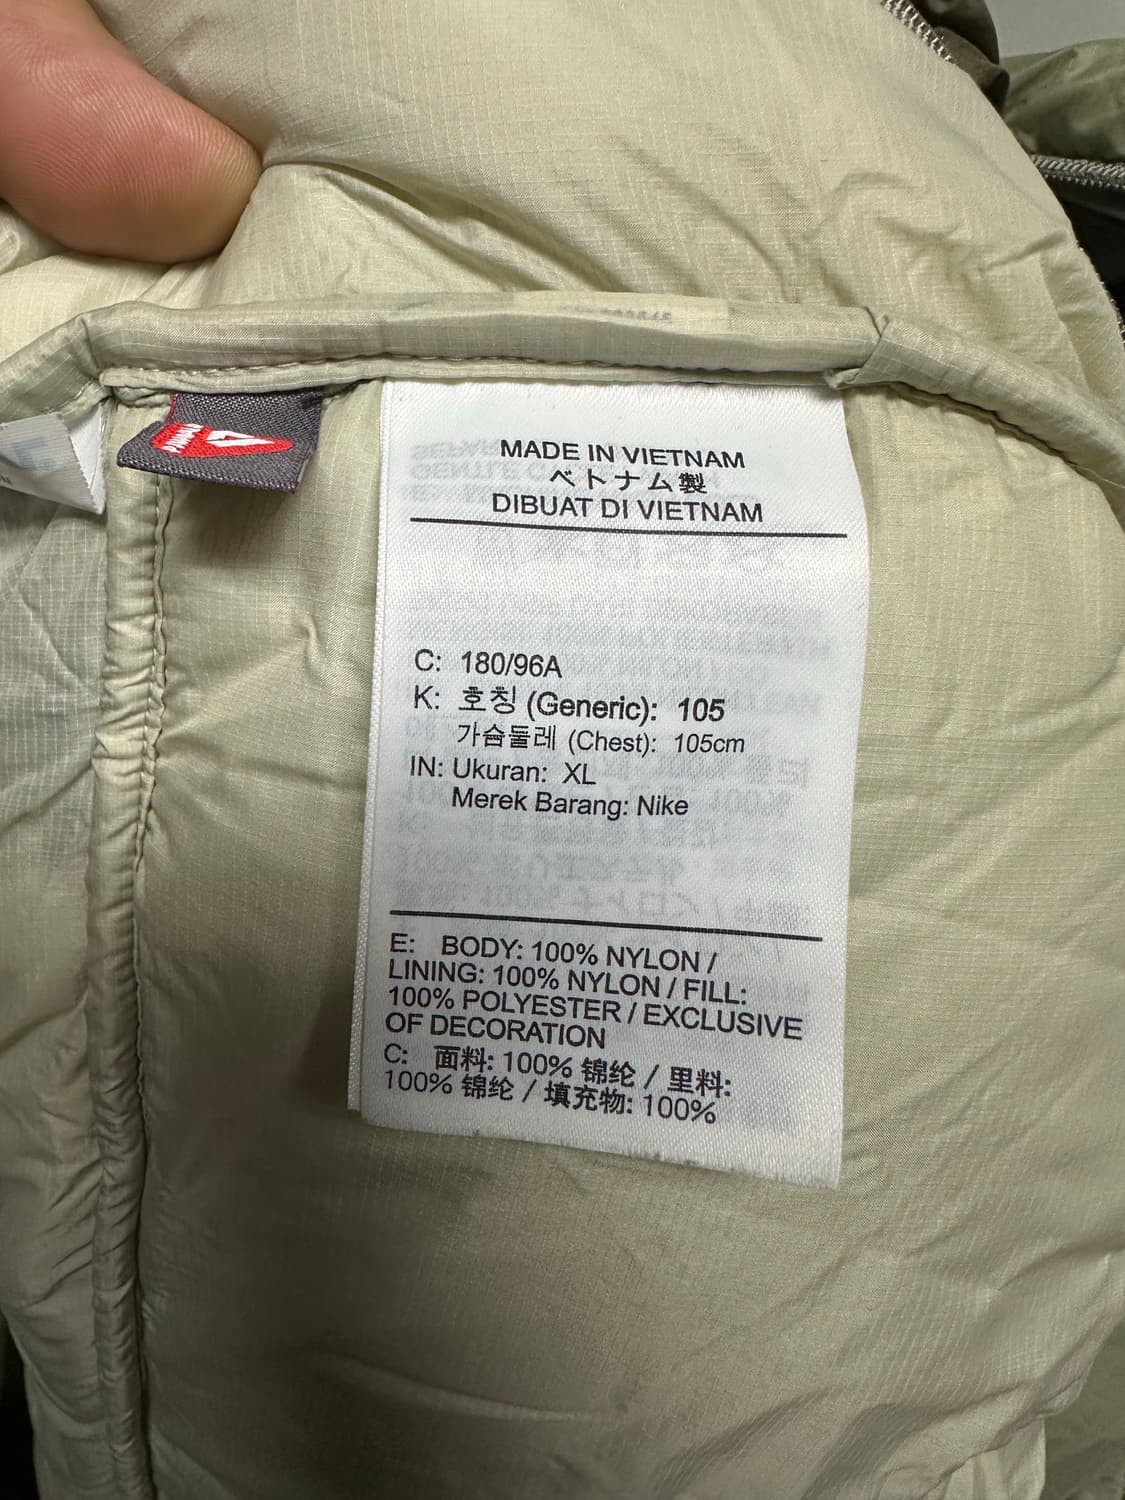 MADE IN VIETNAM
ベトナム製
DIBUAT DI VIETNAM
C: 180/96A
K: 호칭 (Generic): 105
가슴둘레 (Chest): 105cm
IN: Ukuran: XL
Merek Barang: Nike
E: BODY: 100% NYLON /
LINING: 100% NYLON / FILL:
100% POLYESTER / EXCLUSIVE
OF DECORATION
C: 面料: 100% 锦纶 / 里料:
100% 锦纶 / 填充物: 100%